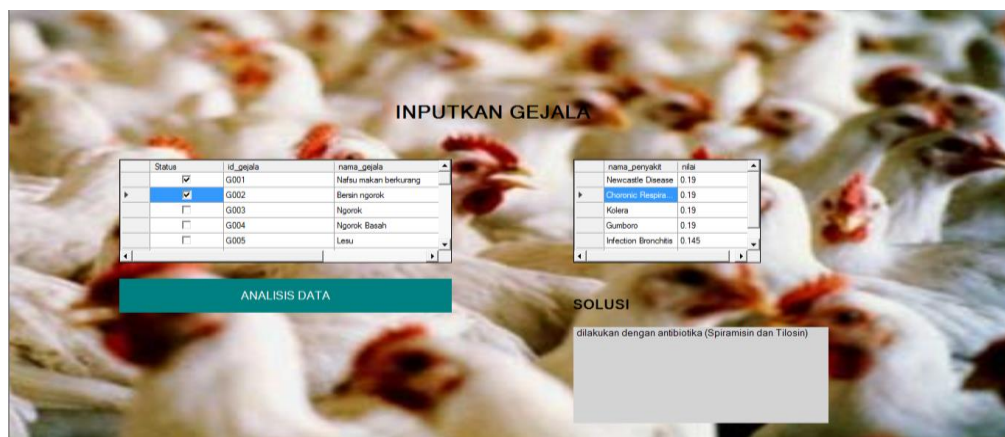 INPUTKAN GEJALA
Status id_gejala nama_gejala
G001 Nafsu makan berkurang
G002 Bersin ngorok
G003 Ngorok
G004 Ngorok Basah
G005 Lesu
ANALISIS DATA
nama_penyakit nilai
Newcastle Disease 0.19
Choronic Respira... 0.19
Kolera 0.19
Gumboro 0.19
Infection Bronchitis 0.145
SOLUSI
dilakukan dengan antibiotika (Spiramisin dan Tilosin)